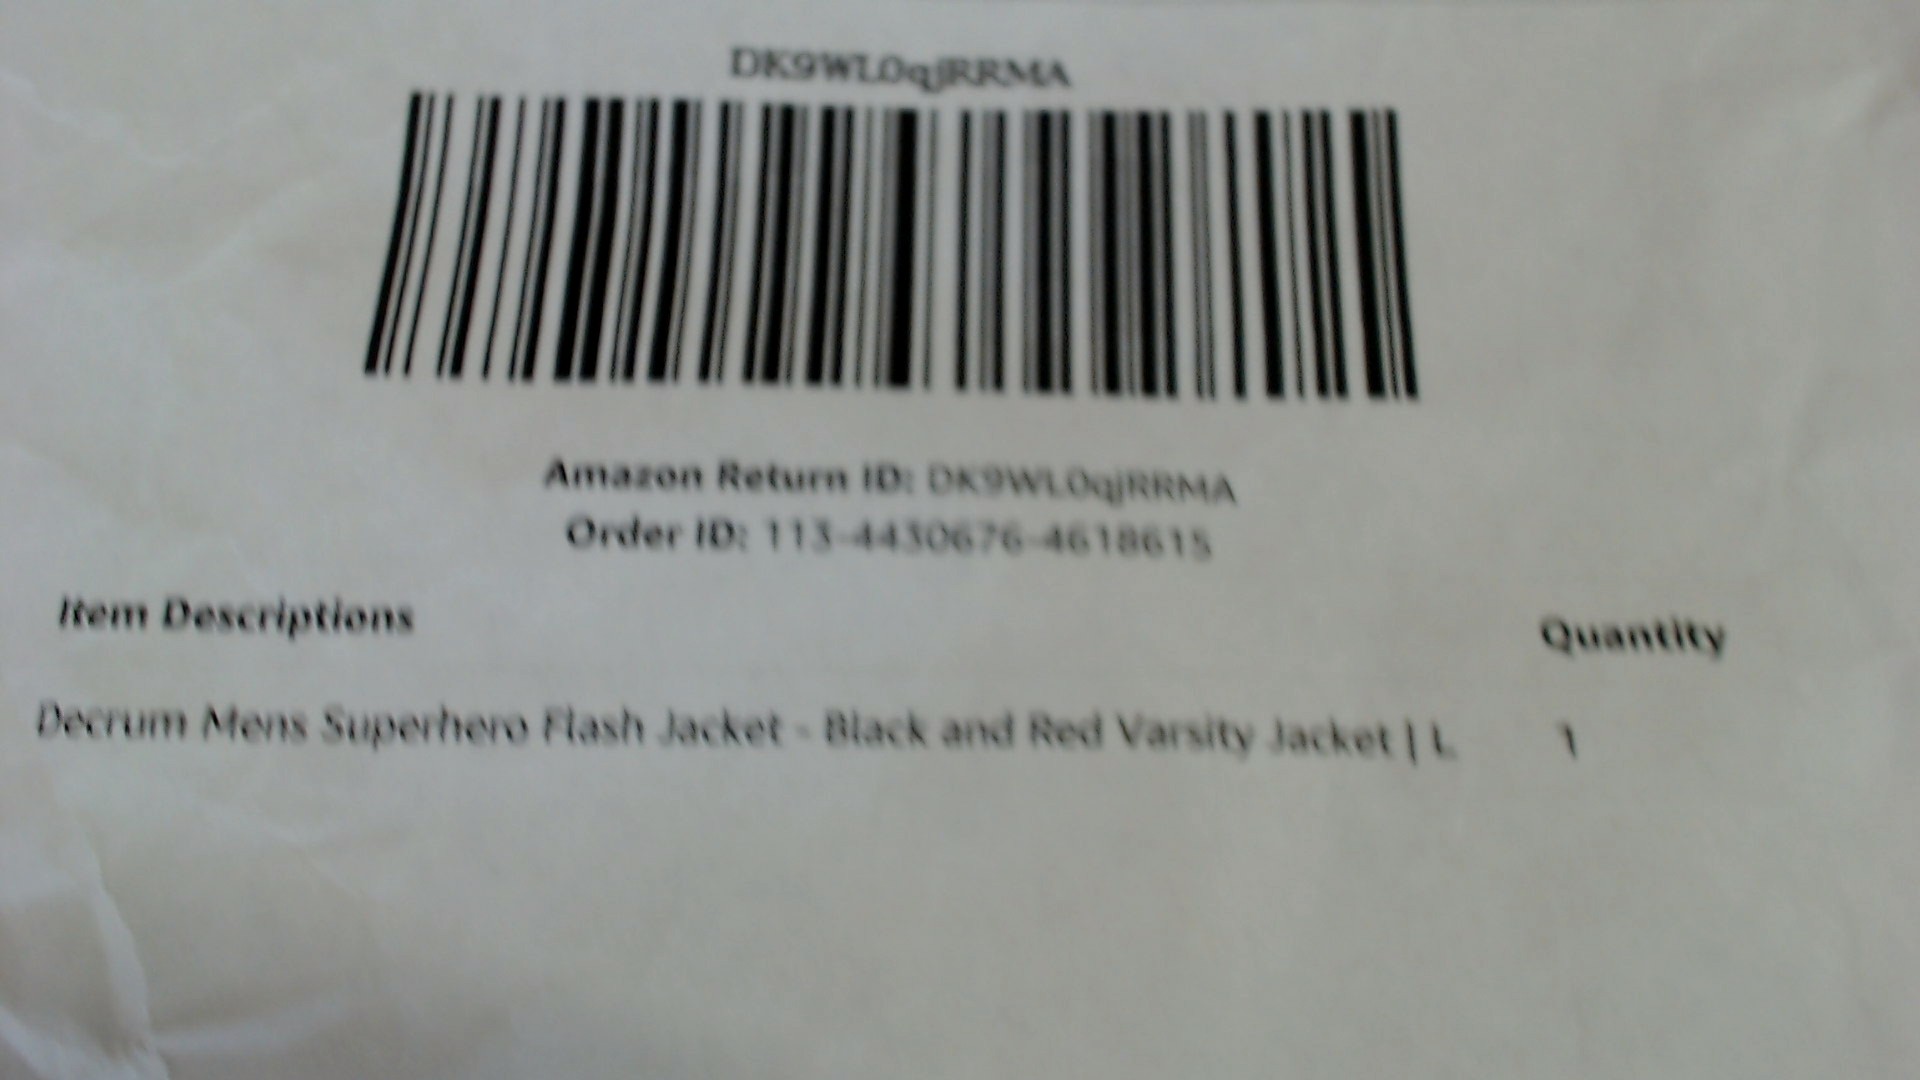 DK9WL0qjRRMA
Amazon Return ID: DK9WL0qjRRMA
Order ID: 113-4430676-4618615
Item Descriptions
Quantity
Decrum Mens Superhero Flash Jacket - Black and Red Varsity Jacket | L 1